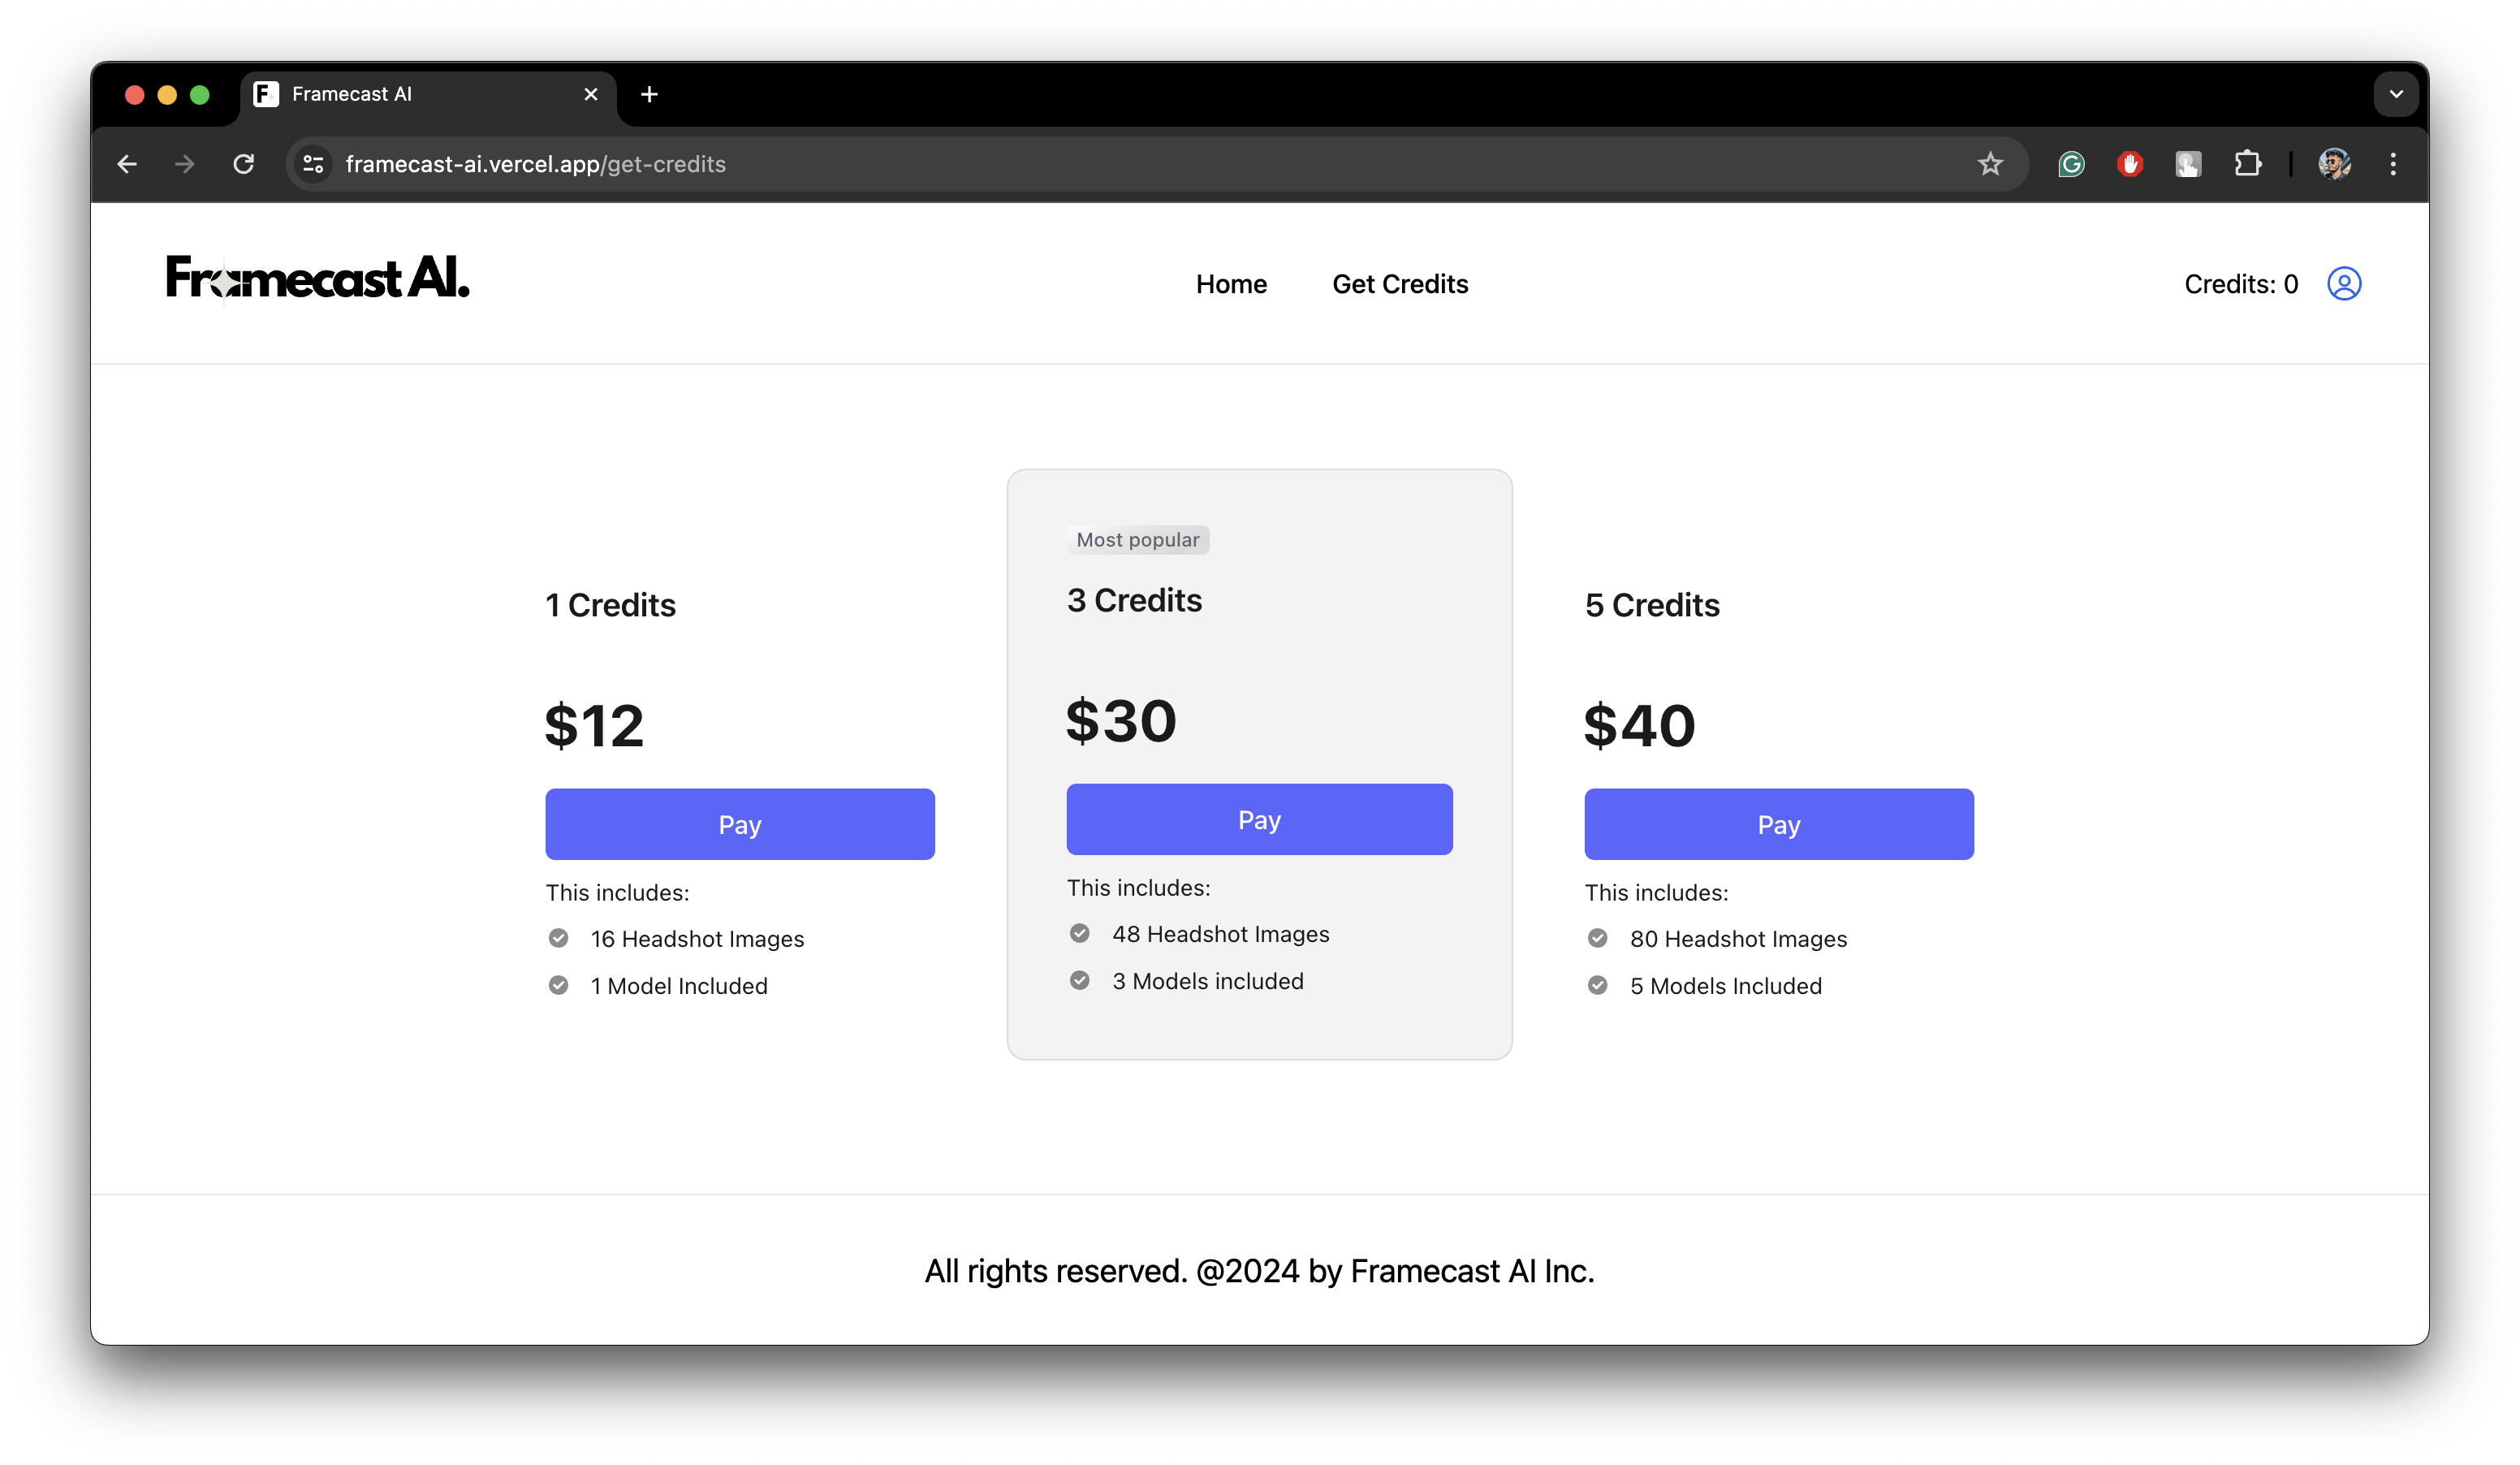 Framecast AI
framecast-ai.vercel.app/get-credits
Framecast AI.
Home
Get Credits
Credits: 0
1 Credits
$12
Pay
This includes:
16 Headshot Images
1 Model Included
Most popular
3 Credits
$30
Pay
This includes:
48 Headshot Images
3 Models included
5 Credits
$40
Pay
This includes:
80 Headshot Images
5 Models Included
All rights reserved. @2024 by Framecast AI Inc.